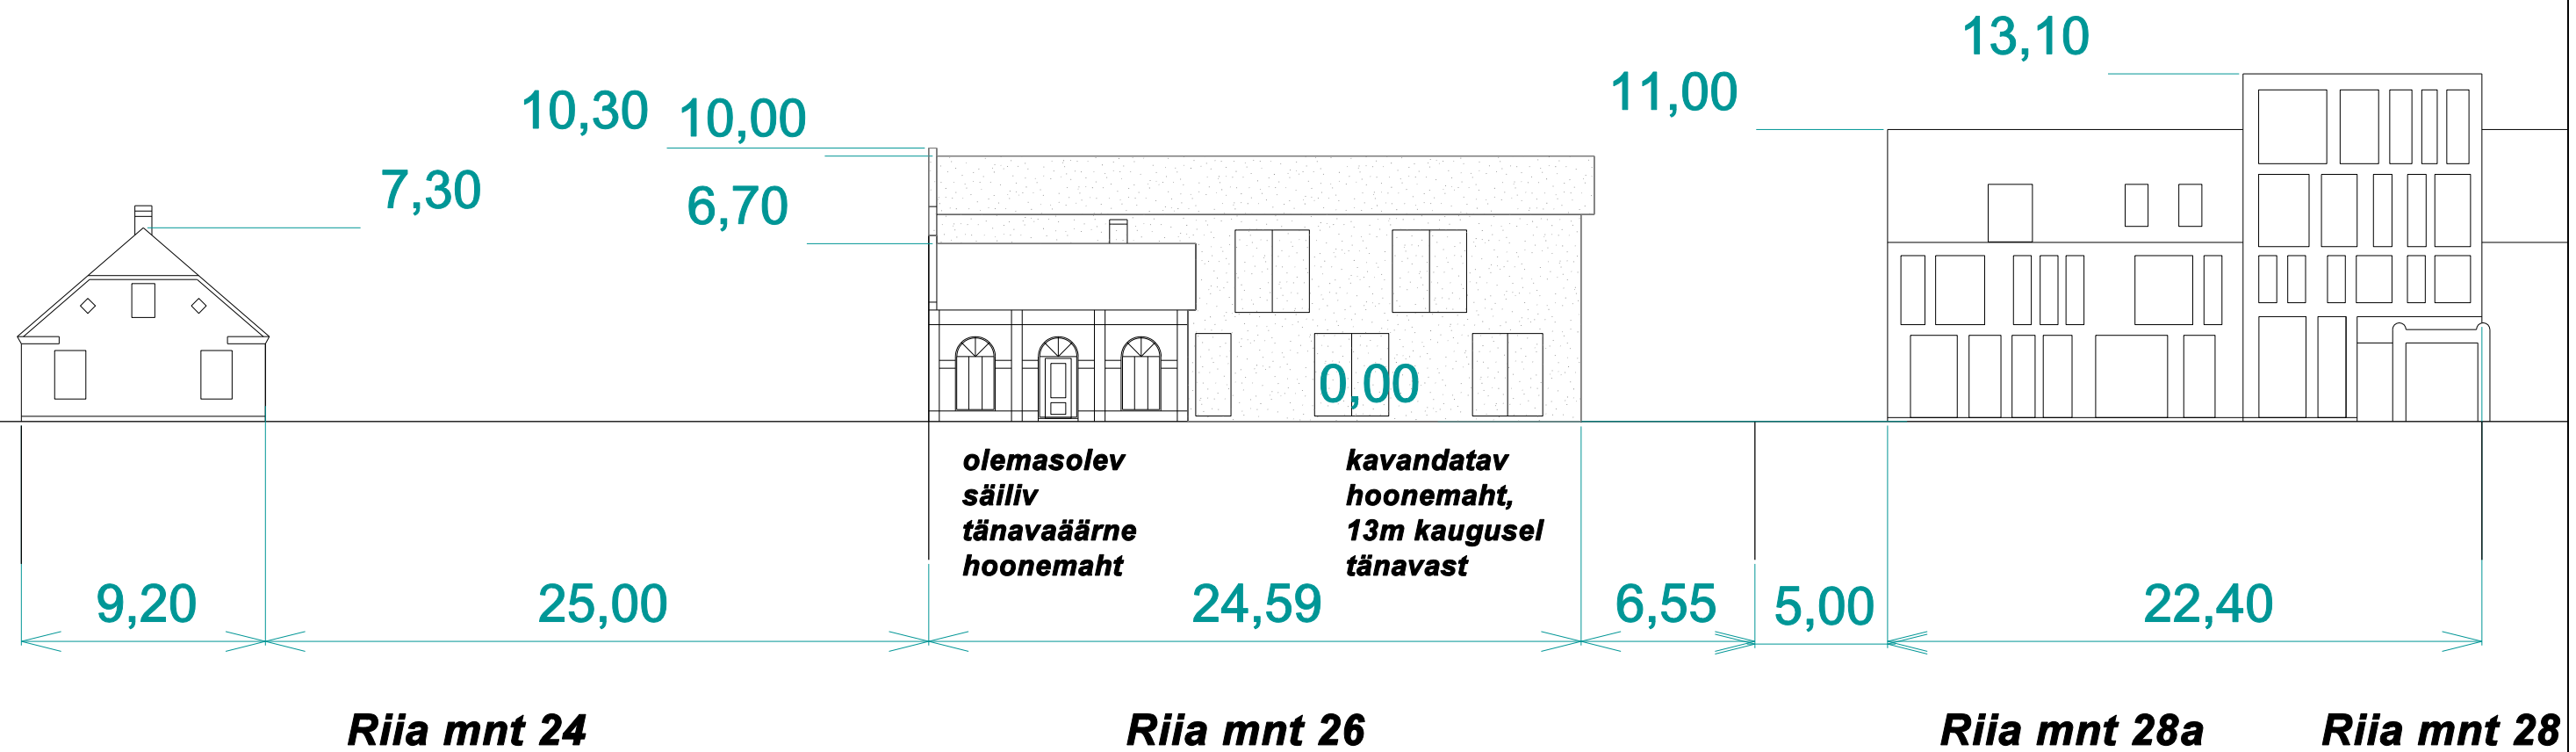 13,10
11,00
10,30
10,00
7,30
6,70
0,00
olemasolev
säiliv
tänavaäärne
hoonemaht
kavandatav
hoonemaht,
13m kaugusel
tänavast
9,20
25,00
24,59
6,55
5,00
22,40
Riia mnt 24
Riia mnt 26
Riia mnt 28a
Riia mnt 28